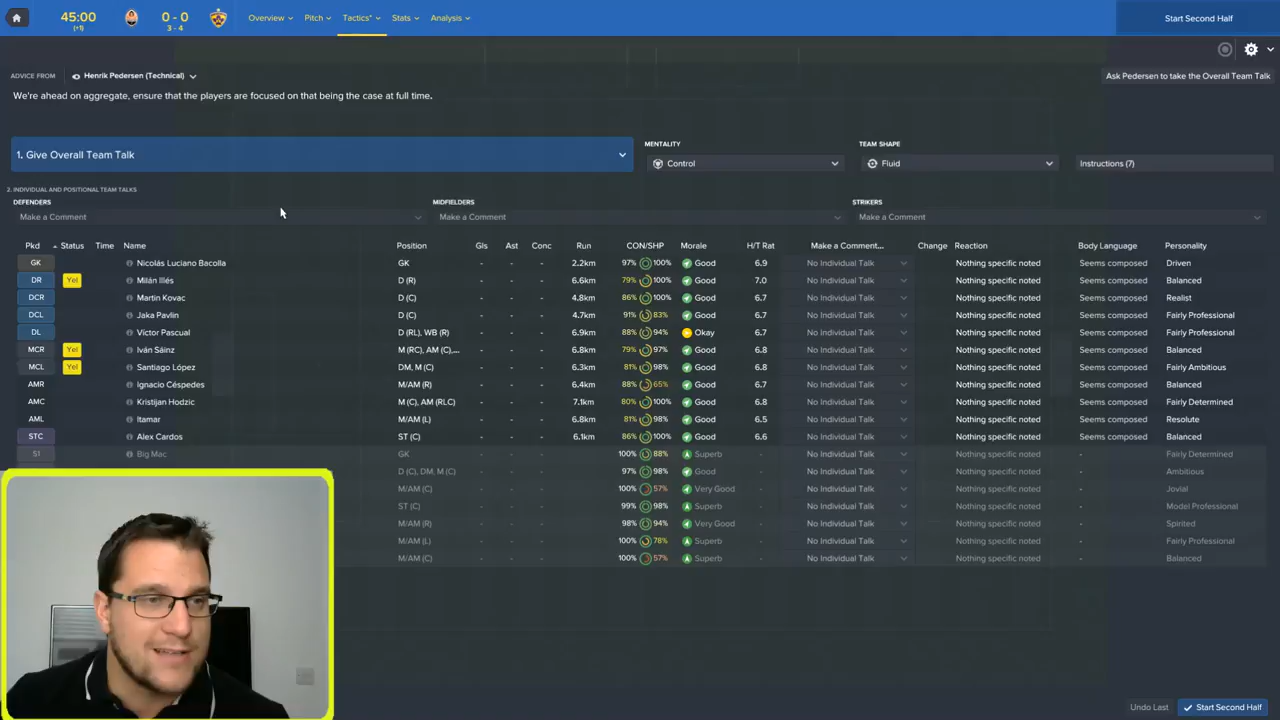 45:00 0 - 0 Overview Pitch Tactics* Stats Analysis Start Second Half
(+1) 3 - 4
ADVICE FROM Henrik Pedersen (Technical) Ask Pedersen to take the Overall Team Talk
We're ahead on aggregate, ensure that the players are focused on that being the case at full time.
MENTALITY TEAM SHAPE
1. Give Overall Team Talk Control Fluid Instructions (7)
2. INDIVIDUAL AND POSITIONAL TEAM TALKS
DEFENDERS MIDFIELDERS STRIKERS
Make a Comment Make a Comment Make a Comment
Pkd Status Time Name Position Gls Ast Conc Run CON/SHP Morale H/T Rat Make a Comment... Change Reaction Body Language Personality
GK Nicolás Luciano Bacolla GK - - - 2.2km 97% 100% Good 6.9 No Individual Talk Nothing specific noted Seems composed Driven
DR Yel Milán Illés D (R) - - - 6.6km 79% 100% Good 7.0 No Individual Talk Nothing specific noted Seems composed Balanced
DCR Martin Kovac D (C) - - - 4.8km 86% 100% Good 6.7 No Individual Talk Nothing specific noted Seems composed Realist
DCL Jaka Pavlin D (C) - - - 4.7km 91% 83% Good 6.7 No Individual Talk Nothing specific noted Seems composed Fairly Professional
DL Víctor Pascual D (RL), WB (R) - - - 6.9km 88% 94% Okay 6.7 No Individual Talk Nothing specific noted Seems composed Fairly Professional
MCR Yel Iván Sáinz M (RC), AM (C),... - - - 6.8km 79% 97% Good 6.8 No Individual Talk Nothing specific noted Seems composed Balanced
MCL Yel Santiago López DM, M (C) - - - 6.3km 81% 98% Good 6.8 No Individual Talk Nothing specific noted Seems composed Fairly Ambitious
AMR Ignacio Céspedes M/AM (R) - - - 6.4km 88% 65% Good 6.7 No Individual Talk Nothing specific noted Seems composed Balanced
AMC Kristijan Hodzic M (C), AM (RLC) - - - 7.1km 80% 100% Good 6.8 No Individual Talk Nothing specific noted Seems composed Fairly Determined
AML Itamar M/AM (L) - - - 6.8km 81% 98% Good 6.5 No Individual Talk Nothing specific noted Seems composed Resolute
STC Alex Cardos ST (C) - - - 6.1km 86% 100% Good 6.6 No Individual Talk Nothing specific noted Seems composed Balanced
S1 Big Mac GK 100% 88% Superb - No Individual Talk Nothing specific noted - Fairly Determined
D (C), DM, M (C) 97% 98% Good - No Individual Talk Nothing specific noted - Ambitious
M/AM (C) 100% 57% Very Good - No Individual Talk Nothing specific noted - Jovial
ST (C) 99% 98% Superb - No Individual Talk Nothing specific noted - Model Professional
M/AM (R) 98% 94% Very Good - No Individual Talk Nothing specific noted - Spirited
M/AM (L) 100% 78% Superb - No Individual Talk Nothing specific noted - Fairly Professional
M/AM (C) 100% 57% Superb - No Individual Talk Nothing specific noted - Balanced
Undo Last Start Second Half